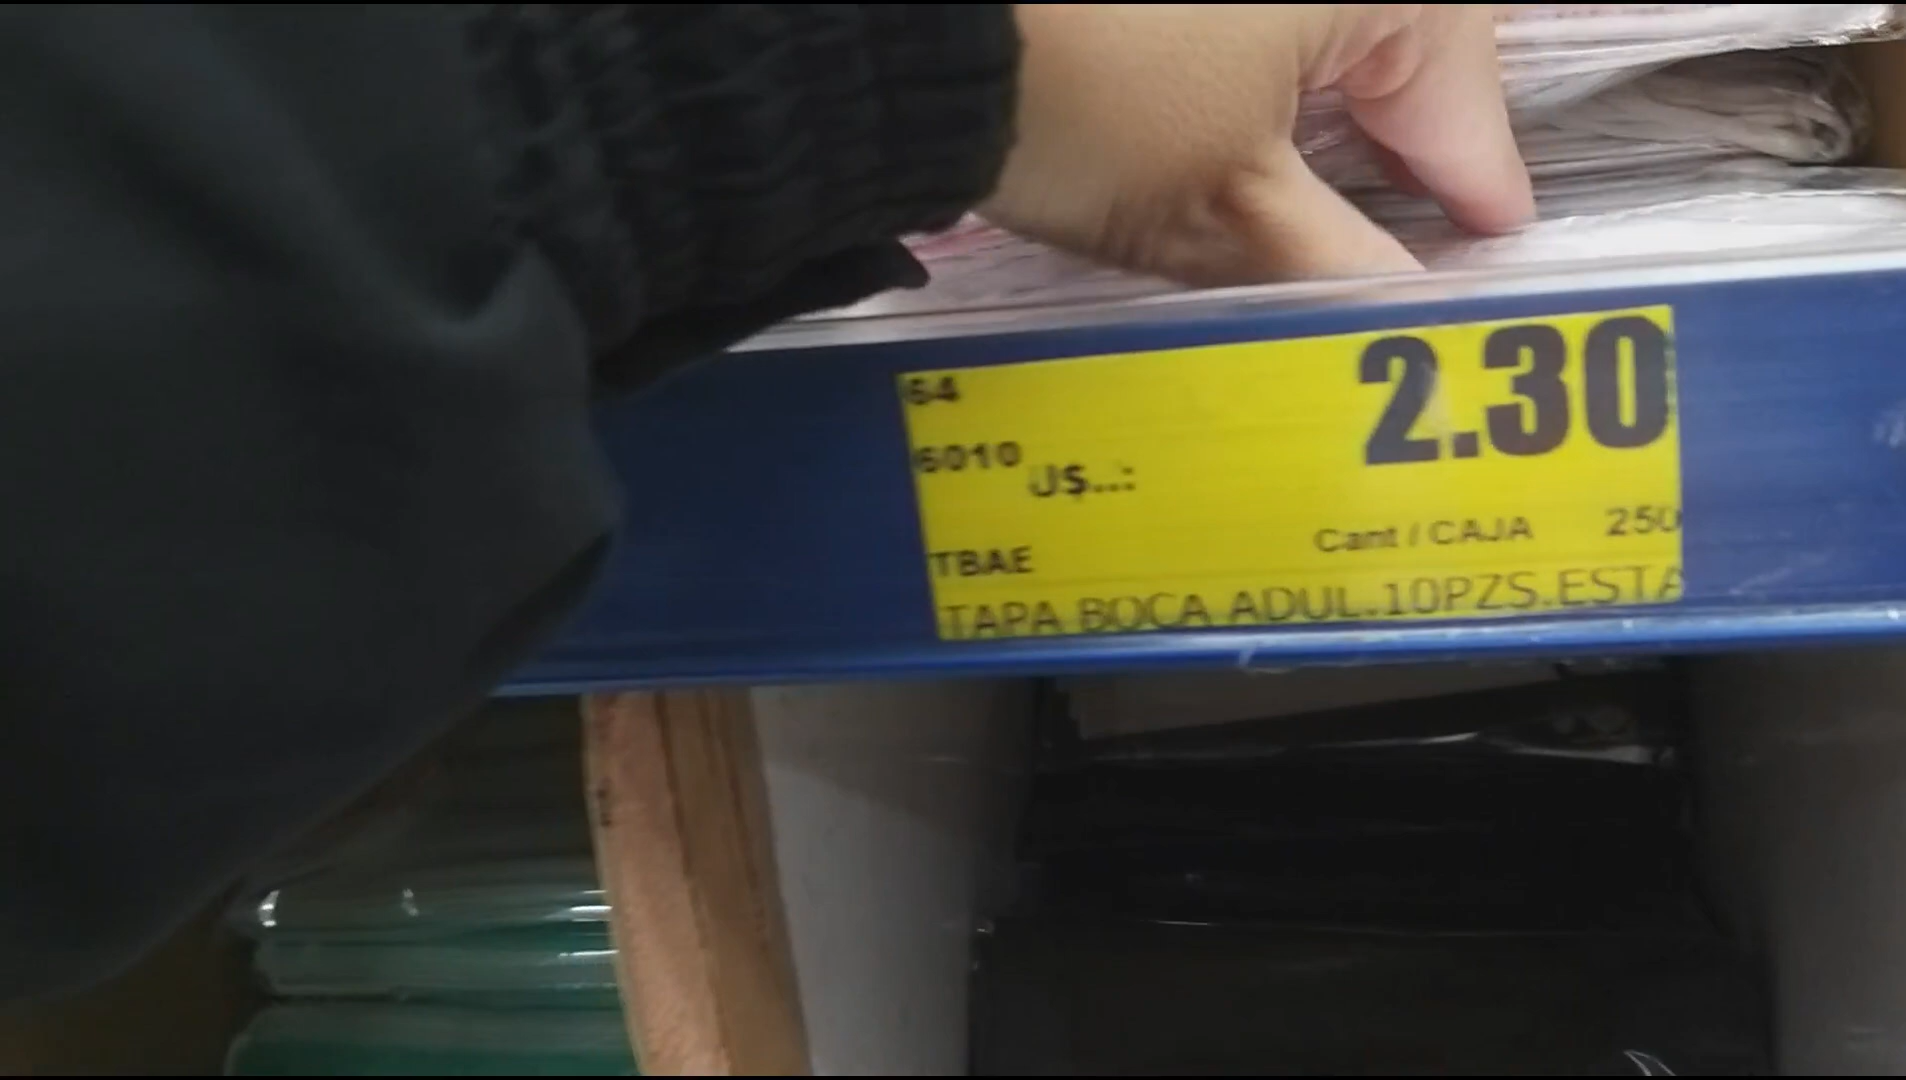 64
2.30
6010
U$..:
Cant / CAJA 250
TBAE
TAPA BOCA ADUL.10PZS.ESTA